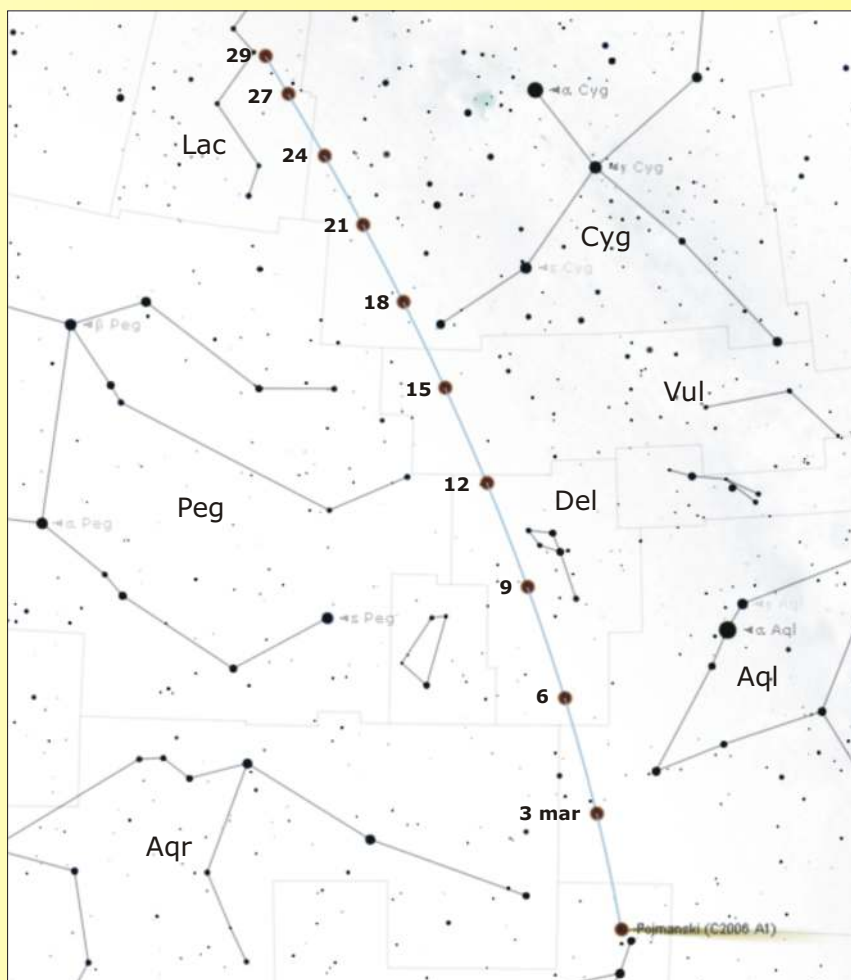 29
27
α Cyg
Lac
24
γ Cyg
21
Cyg
ε Cyg
18
β Peg
15
Vul
12
Peg
Del
α Peg
9
γ Aql
ε Peg
α Aql
Aql
6
3 mar
Aqr
Pojmanski (C2006 A1)